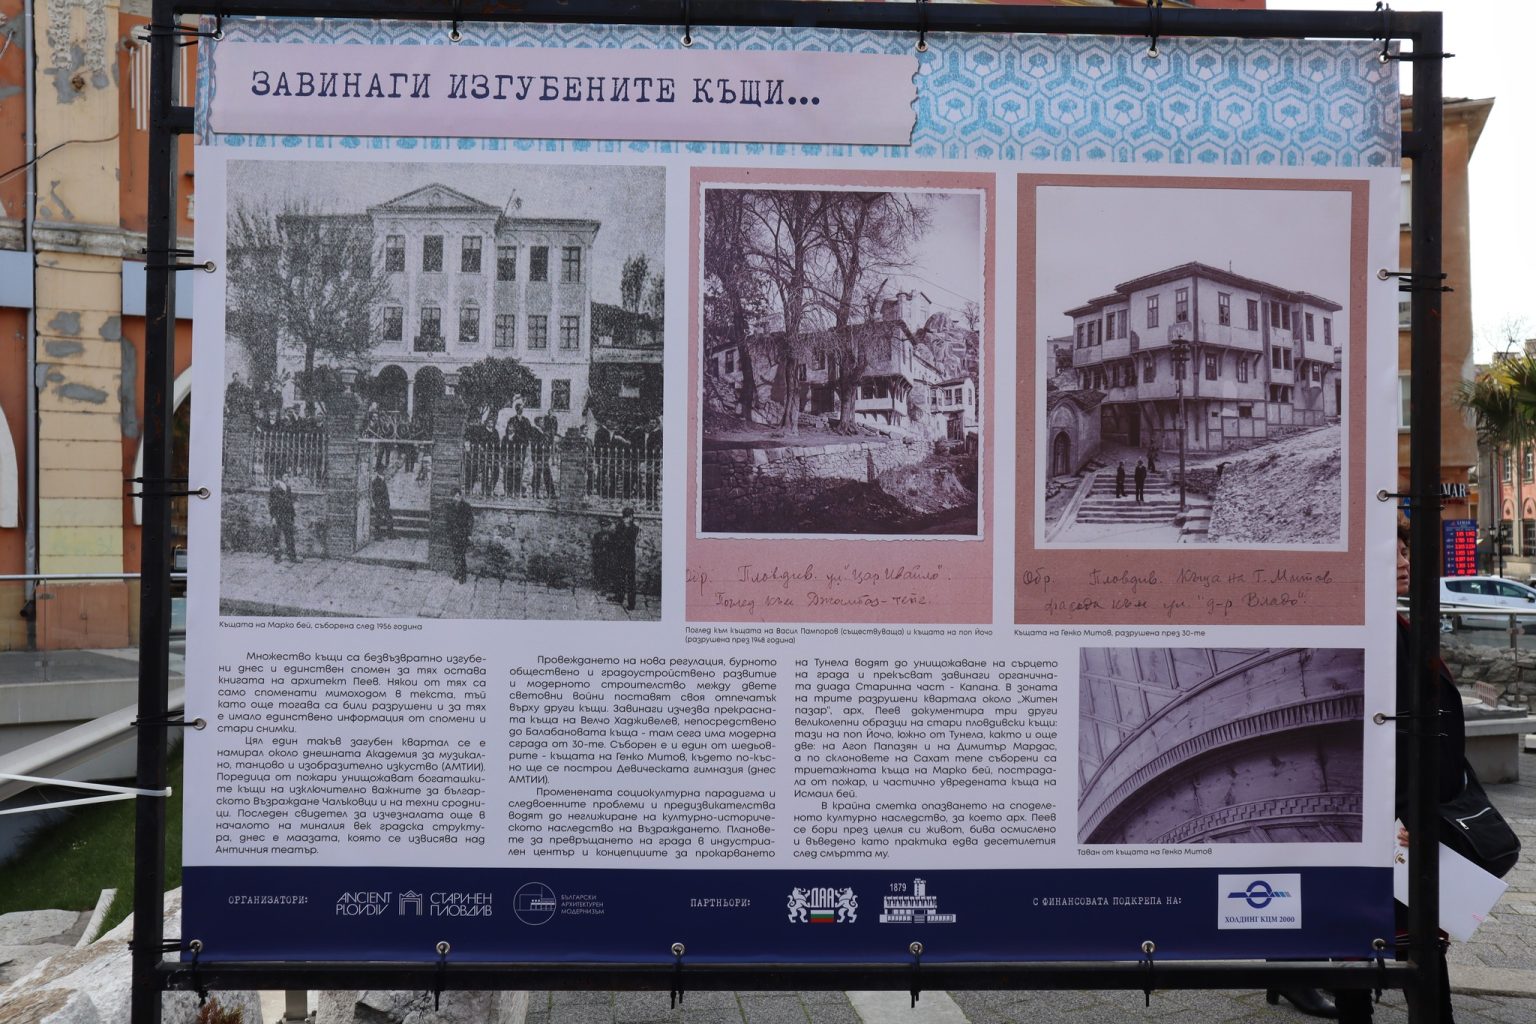 ЗАВИНАГИ ИЗГУБЕНИТЕ КЪЩИ...
Обр. Пловдив. ул "Цар Ивайло".
Поглед към Джамбаз-тепе.
Обр. Пловдив. Къща на Г. Митов
фасада към ул. "Д-р Владо".
Къщата на Марко бей, съборена след 1956 година
Поглед към къщата на Васил Пампоров (съществуваща) и къщата на поп Йочо
(разрушена през 1948 година)
Къщата на Генко Митов, разрушена през 30-те
Множество къщи са безвъзвратно изгубе-
ни днес и единствен спомен за тях остава
книгата на архитект Пеев. Някои от тях са
само споменати мимоходом в текста, тъй
като още тогава са били разрушени и за тях
е имало единствено информация от спомени и
стари снимки.
Цял един такъв загубен квартал се е
намирал около днешната Академия за музикал-
но, танцово и изобразително изкуство (АМТИИ).
Поредица от пожари унищожават богаташки-
те къщи на изключително важните за българ-
ското Възраждане Чалъковци и на техни сродни-
ци. Последен свидетел за изчезналата още в
началото на миналия век градска структу-
ра, днес е мазата, която се извисява над
Античния театър.
Провеждането на нова регулация, бурното
обществено и градоустройствено развитие
и модерното строителство между двете
световни войни поставят своя отпечатък
върху други къщи. Завинаги изчезва прекрасна-
та къща на Велчо Хадживелев, непосредствено
до Балабановата къща - там сега има модерна
сграда от 30-те. Съборен е и един от шедьов-
рите - къщата на Генко Митов, където по-къс-
но ще се построи Девическата гимназия (днес
АМТИИ).
Променената социокултурна парадигма и
следвоенните проблеми и предизвикателства
водят до неглижиране на културно-историче-
ското наследство на Възраждането. Планове-
те за превръщането на града в индустриа-
лен център и концепциите за прокарването
на Тунела водят до унищожаване на сърцето
на града и прекъсват завинаги органична-
та диада Старинна част - Капана. В зоната
на трите разрушени квартала около „Житен
пазар", арх. Пеев документира три други
великолепни образци на стари пловдивски къщи:
тази на поп Йочо, южно от Тунела, както и още
две: на Агоп Папазян и на Димитър Мардас,
а по склоновете на Сахат тепе съборени са
триетажната къща на Марко бей, пострада-
ла от пожар, и частично увредената къща на
Исмаил бей.
В крайна сметка опазването на споделе-
ното културно наследство, за което арх. Пеев
се бори през целия си живот, бива осмислено
и въведено като практика едва десетилетия
след смъртта му.
Таван от къщата на Генко Митов
ОРГАНИЗАТОРИ:
ANCIENT
PLOVDIV
СТАРИНЕН
ПЛОВДИВ
БЪЛГАРСКИ
АРХИТЕКТУРЕН
МОДЕРНИЗЪМ
ПАРТНЬОРИ:
ДАА
1879
С ФИНАНСОВАТА ПОДКРЕПА НА:
ХОЛДИНГ КЦМ 2000